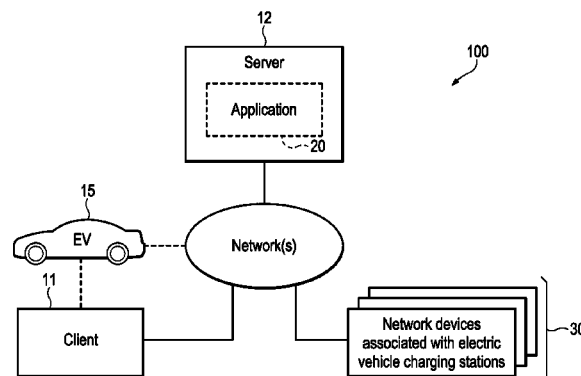 12
Server
100
Application
20
15
EV
Network(s)
11
Client
Network devices
associated with electric
vehicle charging stations
30